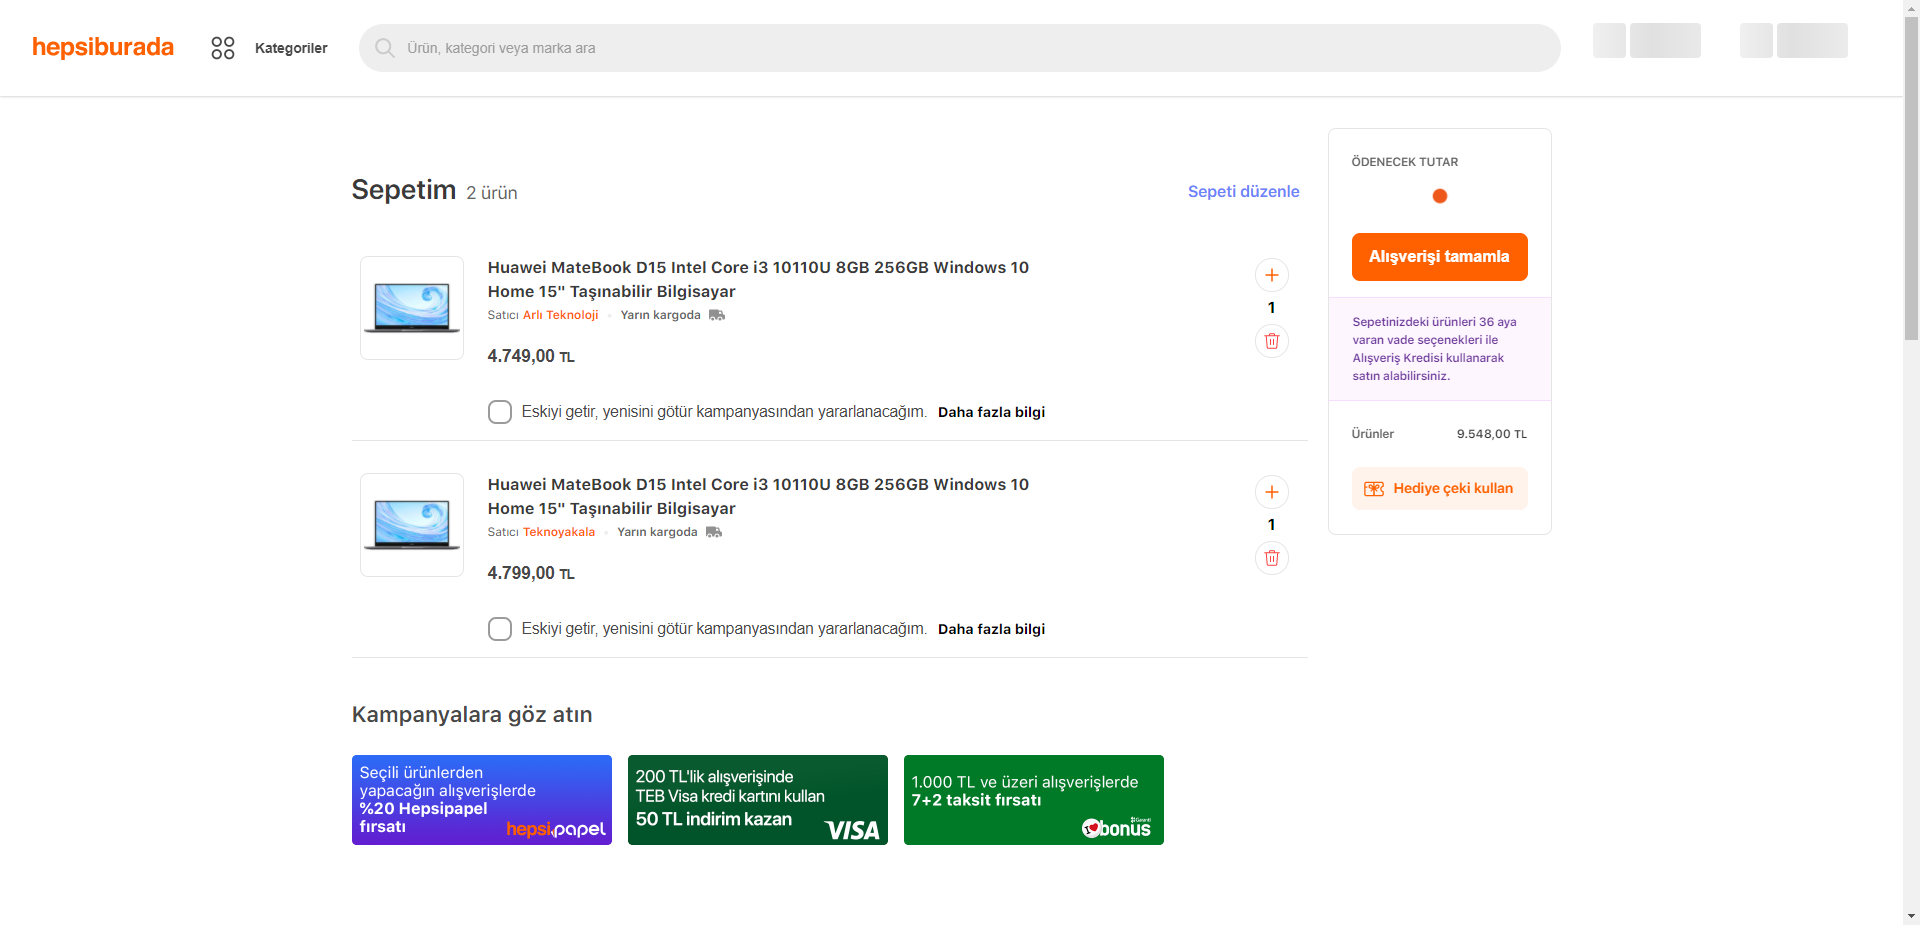 hepsiburada
Kategoriler
Ürün, kategori veya marka ara
Sepetim 2 ürün
Sepeti düzenle
Huawei MateBook D15 Intel Core i3 10110U 8GB 256GB Windows 10
Home 15" Taşınabilir Bilgisayar
Satıcı Arlı Teknoloji Yarın kargoda
4.749,00 TL
1
Eskiyi getir, yenisini götür kampanyasından yararlanacağım. Daha fazla bilgi
Huawei MateBook D15 Intel Core i3 10110U 8GB 256GB Windows 10
Home 15" Taşınabilir Bilgisayar
Satıcı Teknoyakala Yarın kargoda
4.799,00 TL
1
Eskiyi getir, yenisini götür kampanyasından yararlanacağım. Daha fazla bilgi
ÖDENECEK TUTAR
Alışverişi tamamla
Sepetinizdeki ürünleri 36 aya
varan vade seçenekleri ile
Alışveriş Kredisi kullanarak
satın alabilirsiniz.
Ürünler 9.548,00 TL
Hediye çeki kullan
Kampanyalara göz atın
Seçili ürünlerden
yapacağın alışverişlerde
%20 Hepsipapel
fırsatı
hepsipapel
200 TL'lik alışverişinde
TEB Visa kredi kartını kullan
50 TL indirim kazan
VISA
1.000 TL ve üzeri alışverişlerde
7+2 taksit fırsatı
Garanti
bonus